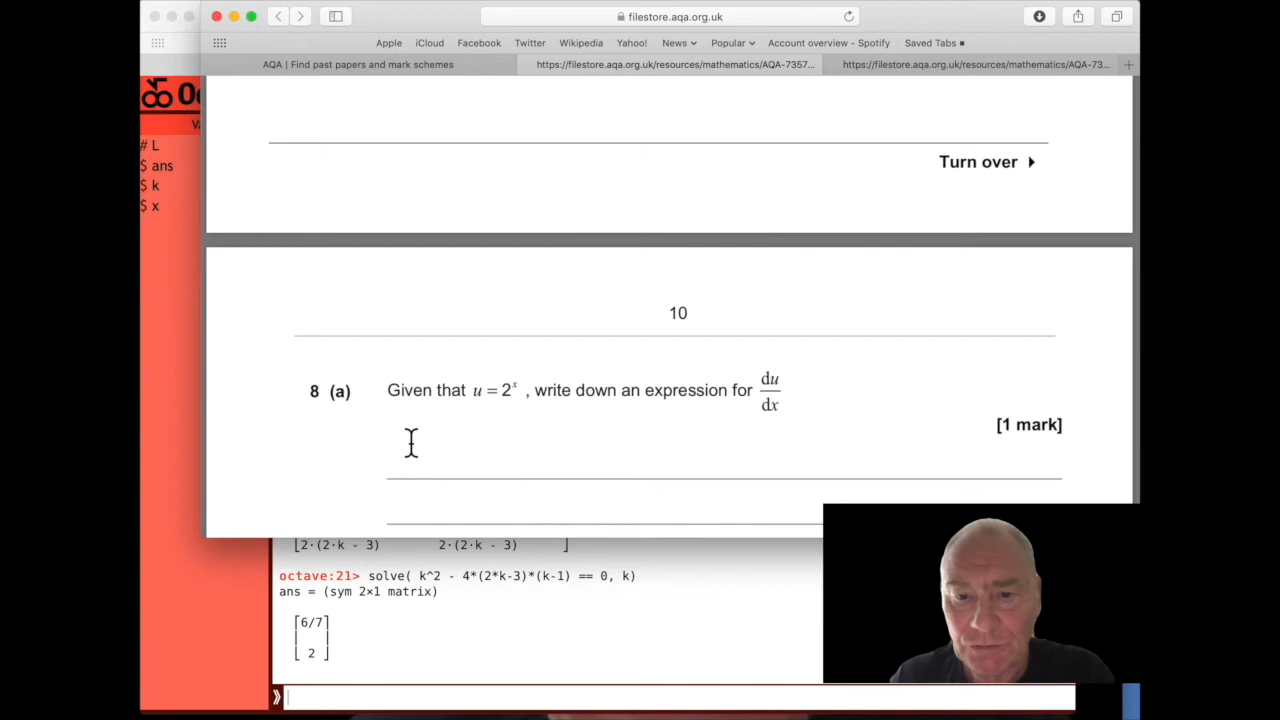 filestore.aqa.org.uk
Apple iCloud Facebook Twitter Wikipedia Yahoo! News Popular Account overview - Spotify Saved Tabs
AQA | Find past papers and mark schemes https://filestore.aqa.org.uk/resources/mathematics/AQA-7357... https://filestore.aqa.org.uk/resources/mathematics/AQA-73...
# L
$ ans
$ k
$ x
Turn over
10
8 (a) Given that u = 2^x , write down an expression for du/dx
[1 mark]
⌊2·(2·k - 3) 2·(2·k - 3) ⌋
octave:21> solve( k^2 - 4*(2*k-3)*(k-1) == 0, k)
ans = (sym 2×1 matrix)
⌈6/7⌉
| |
⌊ 2 ⌋
»